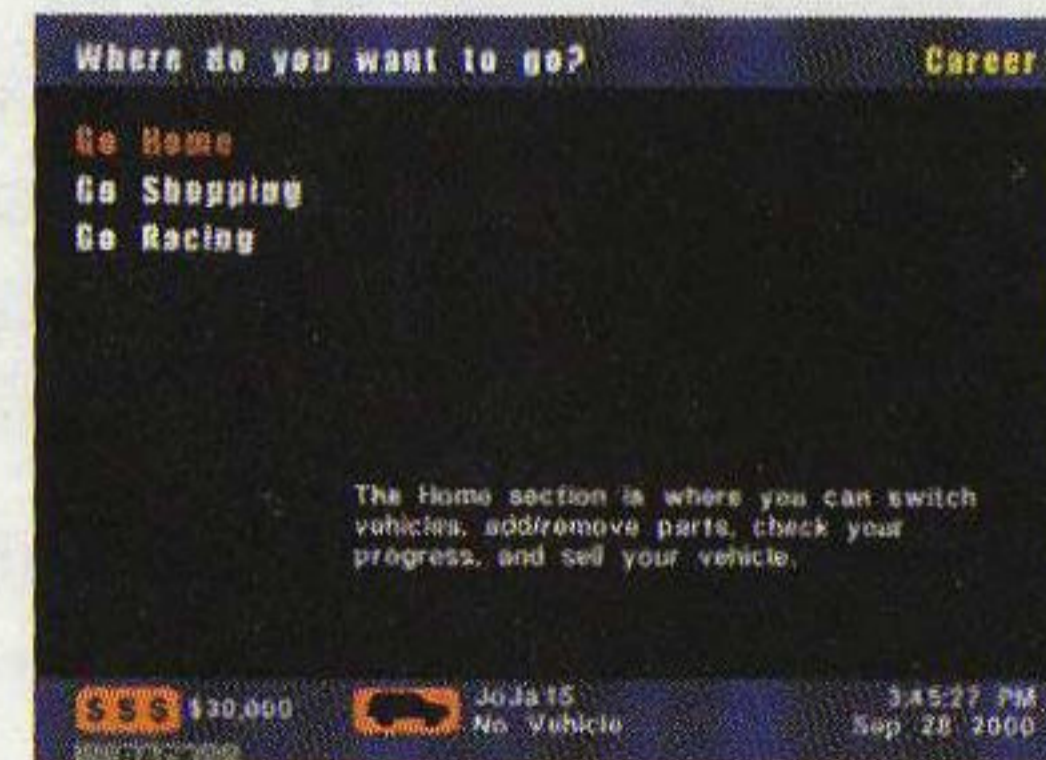 Where do you want to go?
Career
Go Home
Go Shopping
Go Racing
The Home section is where you can switch
vehicles, add/remove parts, check your
progress, and sell your vehicle.
$ $ $ $30,000
JoJa15
No Vehicle
3:45:27 PM
Sep 28 2000